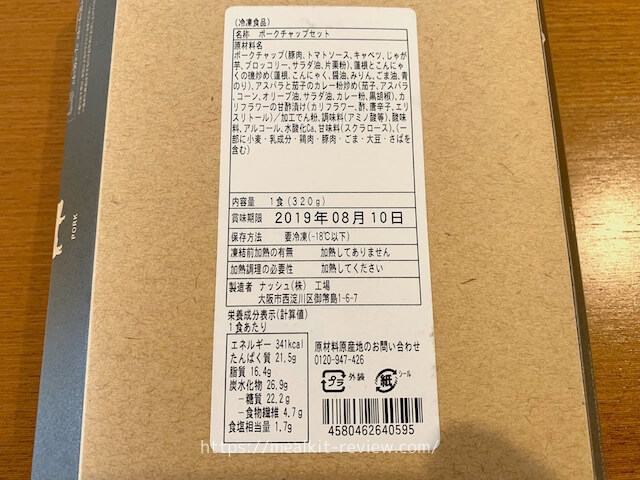 (冷凍食品)
名称 ポークチャップセット
原材料名
ポークチャップ(豚肉、トマトソース、キャベツ、じゃが
芋、ブロッコリー、サラダ油、片栗粉)、蓮根とこんにゃ
くの磯炒め(蓮根、こんにゃく、醤油、みりん、ごま油、青
のり)、アスパラと茄子のカレー粉炒め(茄子、アスパ
ラ、コーン、オリーブ油、サラダ油、カレー粉、黒胡椒)、カ
リフラワーの甘酢漬け(カリフラワー、酢、唐辛子、エリ
スリトール)/加工でん粉、調味料(アミノ酸等)、酸味
料、アルコール、水酸化Ca、甘味料(スクラロース)、(一
部に小麦・乳成分・鶏肉・豚肉・ごま・大豆・さばを
含む)
内容量 1食(320g)
賞味期限 2019年08月10日
保存方法 要冷凍(-18℃以下)
凍結前加熱の有無 加熱してありません
加熱調理の必要性 加熱してください
製造者 ナッシュ(株) 工場
大阪市西淀川区御幣島1-6-7
栄養成分表示(計算値)
1食あたり
エネルギー 341kcal
たんぱく質 21.5g
脂質 16.4g
炭水化物 26.9g
－糖質 22.2g
－食物繊維 4.7g
食塩相当量 1.7g
原材料原産地のお問い合わせ
0120-947-426
プラ 外装 紙 シール
4580462640595
PORK
https://mealkit-review.com/